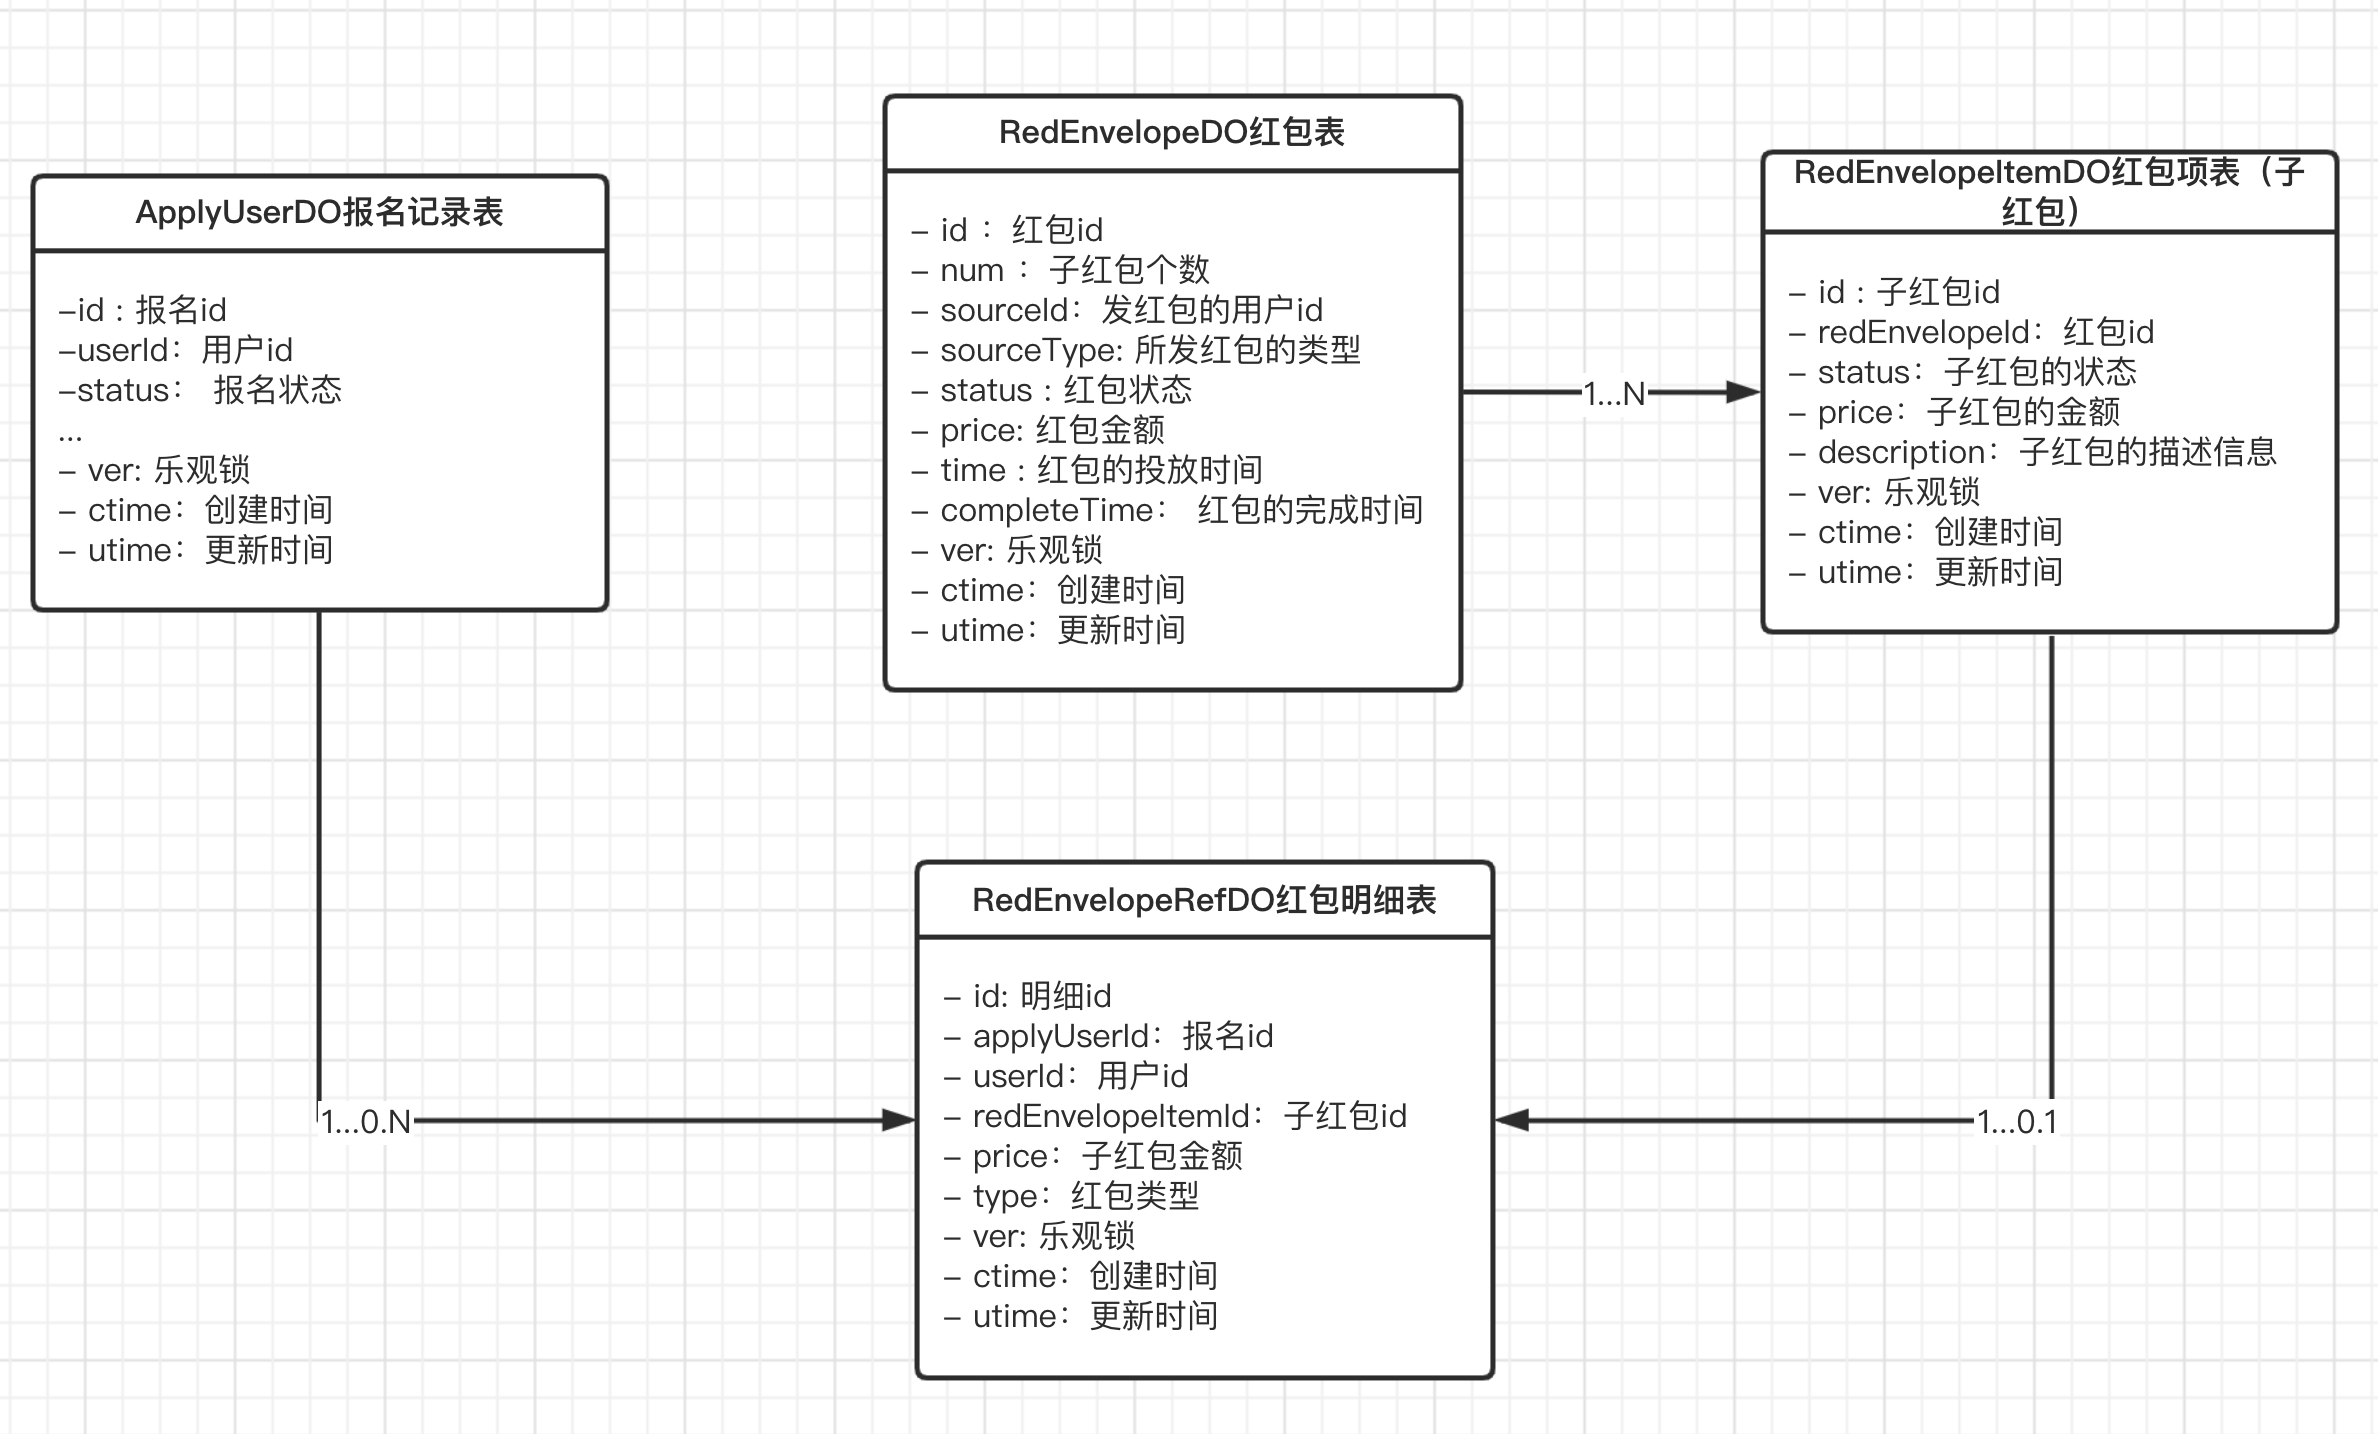 ApplyUserDO报名记录表
-id : 报名id
-userId： 用户id
-status： 报名状态
...
- ver: 乐观锁
- ctime： 创建时间
- utime： 更新时间
RedEnvelopeDO红包表
- id ： 红包id
- num ： 子红包个数
- sourceId： 发红包的用户id
- sourceType: 所发红包的类型
- status : 红包状态
- price: 红包金额
- time : 红包的投放时间
- completeTime： 红包的完成时间
- ver: 乐观锁
- ctime： 创建时间
- utime： 更新时间
1...N
RedEnvelopeItemDO红包项表（子
红包）
- id : 子红包id
- redEnvelopeId： 红包id
- status： 子红包的状态
- price： 子红包的金额
- description： 子红包的描述信息
- ver: 乐观锁
- ctime： 创建时间
- utime： 更新时间
RedEnvelopeRefDO红包明细表
- id: 明细id
- applyUserId： 报名id
- userId： 用户id
- redEnvelopeItemId： 子红包id
- price： 子红包金额
- type： 红包类型
- ver: 乐观锁
- ctime： 创建时间
- utime： 更新时间
1...0.N
1...0.1